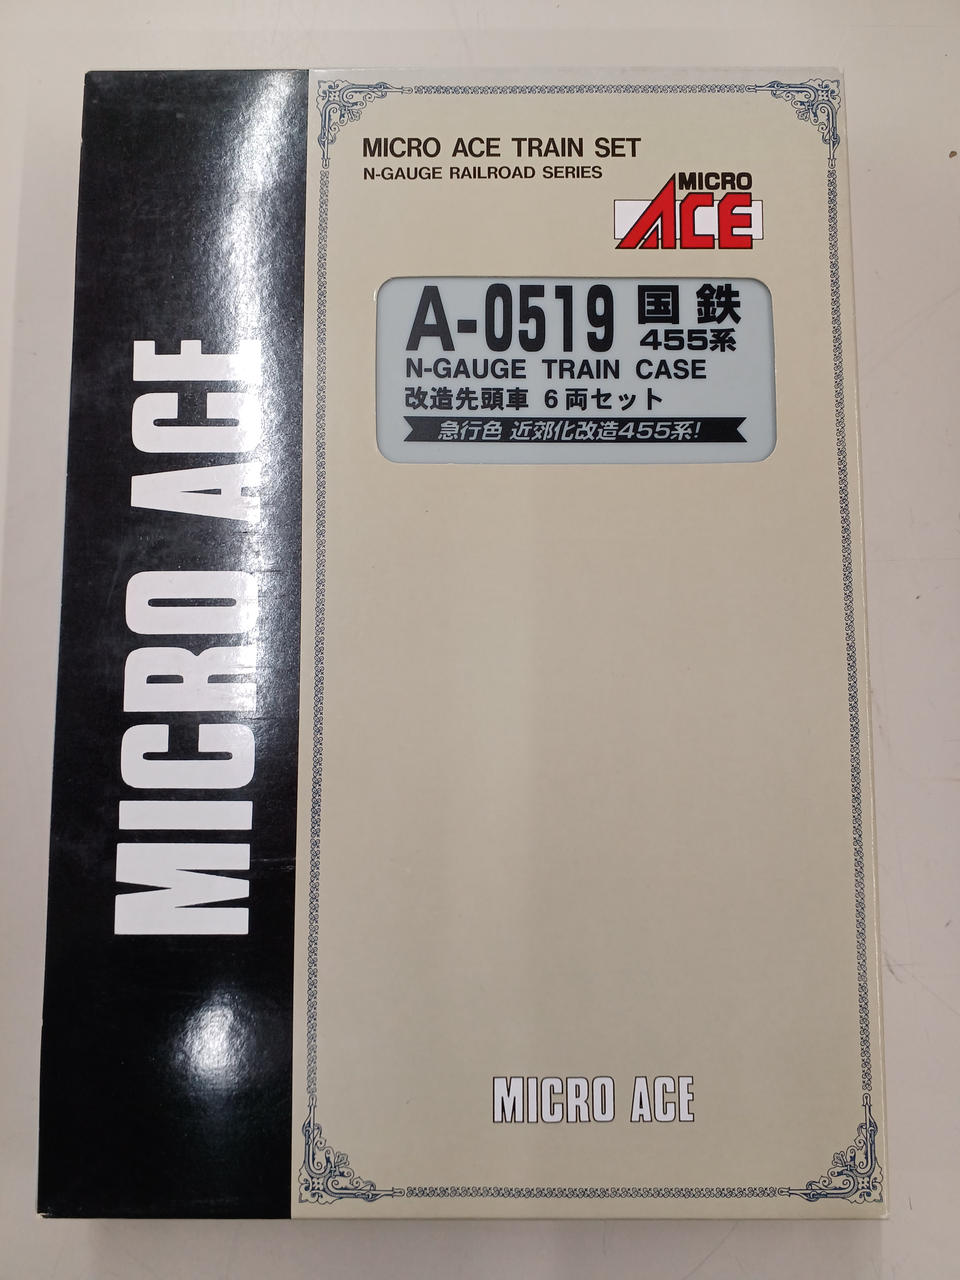 MICRO ACE
MICRO ACE TRAIN SET
N-GAUGE RAILROAD SERIES
MICRO
ACE
A-0519 国鉄
455系
N-GAUGE TRAIN CASE
改造先頭車 6両セット
急行色 近郊化改造455系!
MICRO ACE